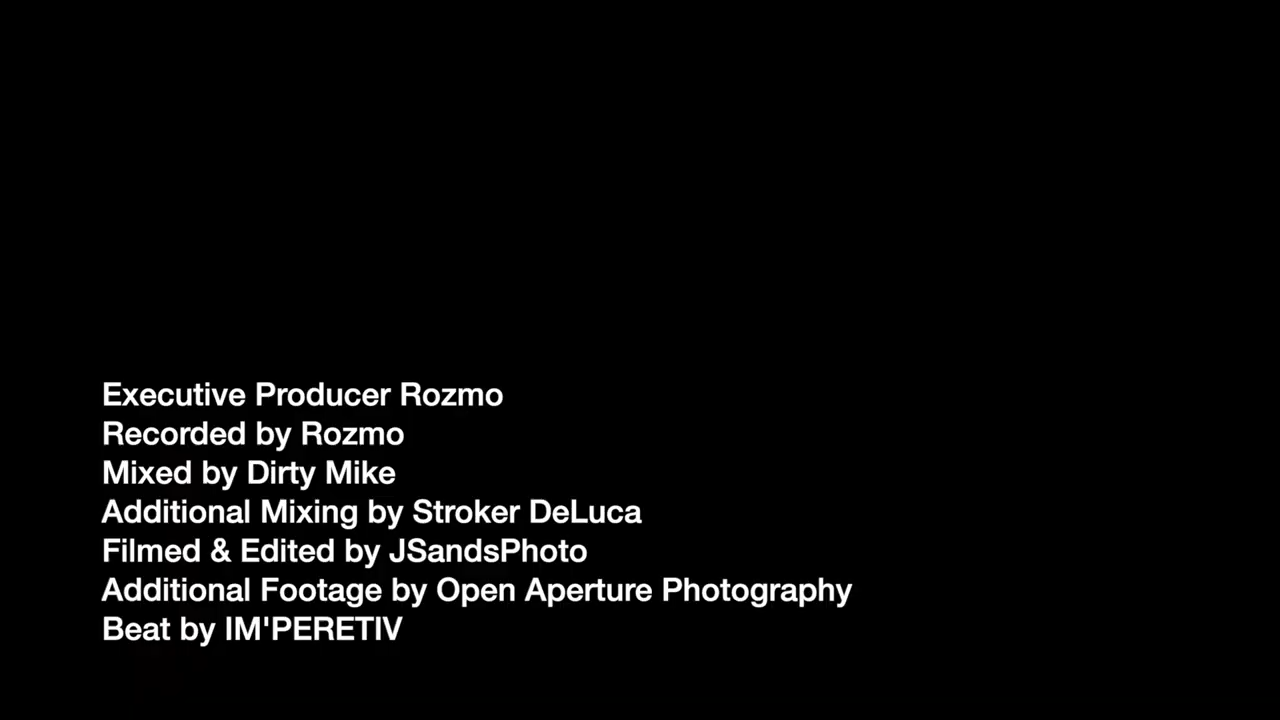 Executive Producer Rozmo
Recorded by Rozmo
Mixed by Dirty Mike
Additional Mixing by Stroker DeLuca
Filmed & Edited by JSandsPhoto
Additional Footage by Open Aperture Photography
Beat by IM'PERETIV